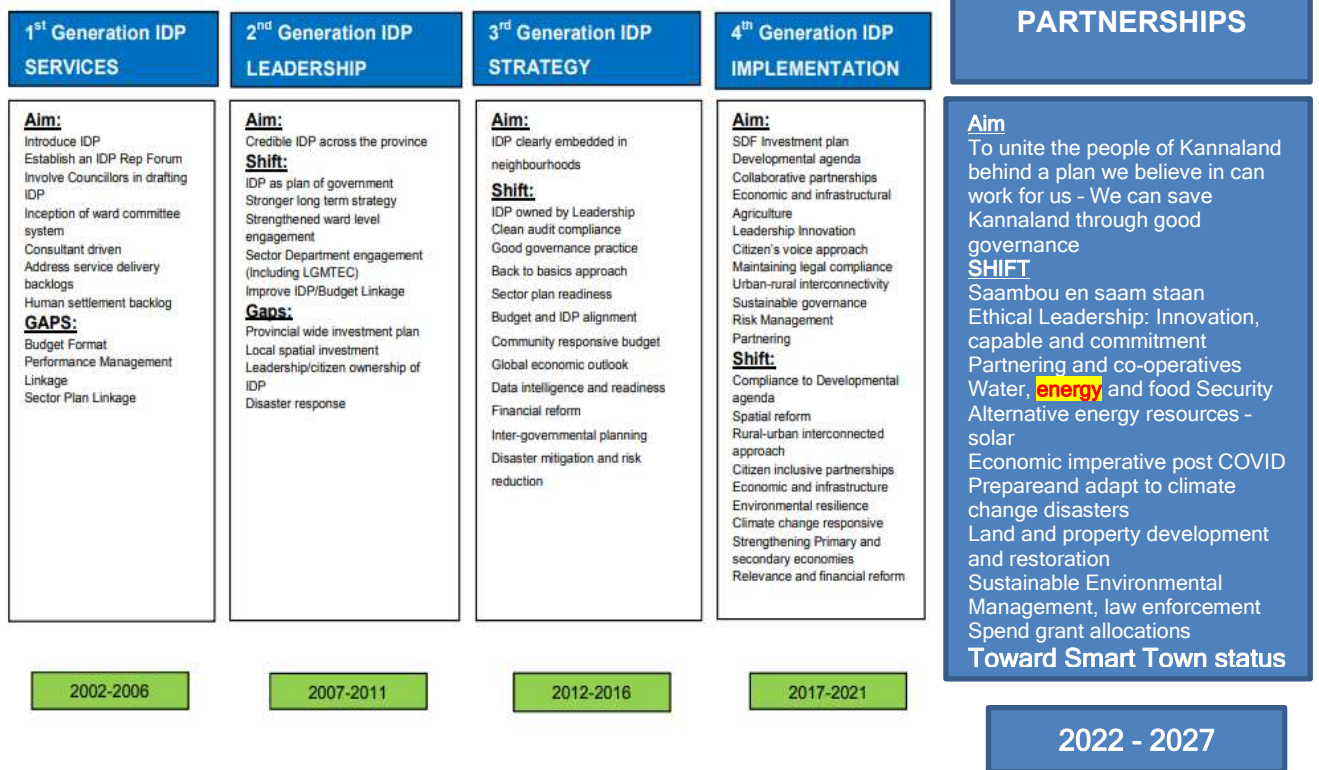 1st Generation IDP
SERVICES
Aim:
Introduce IDP
Establish an IDP Rep Forum
Involve Councillors in drafting
IDP
Inception of ward committee
system
Consultant driven
Address service delivery
backlogs
Human settlement backlog
GAPS:
Budget Format
Performance Management
Linkage
Sector Plan Linkage
2002-2006
2nd Generation IDP
LEADERSHIP
Aim:
Credible IDP across the province
Shift:
IDP as plan of government
Stronger long term strategy
Strengthened ward level
engagement
Sector Department engagement
(Including LGMTEC)
Improve IDP/Budget Linkage
Gaps:
Provincial wide investment plan
Local spatial investment
Leadership/citizen ownership of
IDP
Disaster response
2007-2011
3rd Generation IDP
STRATEGY
Aim:
IDP clearly embedded in
neighbourhoods
Shift:
IDP owned by Leadership
Clean audit compliance
Good governance practice
Back to basics approach
Sector plan readiness
Budget and IDP alignment
Community responsive budget
Global economic outlook
Data intelligence and readiness
Financial reform
Inter-governmental planning
Disaster mitigation and risk
reduction
2012-2016
4th Generation IDP
IMPLEMENTATION
Aim:
SDF Investment plan
Developmental agenda
Collaborative partnerships
Economic and infrastructural
Agriculture
Leadership Innovation
Citizen's voice approach
Maintaining legal compliance
Urban-rural interconnectivity
Sustainable governance
Risk Management
Partnering
Shift:
Compliance to Developmental
agenda
Spatial reform
Rural-urban interconnected
approach
Citizen inclusive partnerships
Economic and infrastructure
Environmental resilience
Climate change responsive
Strengthening Primary and
secondary economies
Relevance and financial reform
2017-2021
PARTNERSHIPS
Aim
To unite the people of Kannaland
behind a plan we believe in can
work for us - We can save
Kannaland through good
governance
SHIFT
Saambou en saam staan
Ethical Leadership: Innovation,
capable and commitment
Partnering and co-operatives
Water, energy and food Security
Alternative energy resources -
solar
Economic imperative post COVID
Prepareand adapt to climate
change disasters
Land and property development
and restoration
Sustainable Environmental
Management, law enforcement
Spend grant allocations
Toward Smart Town status
2022 - 2027